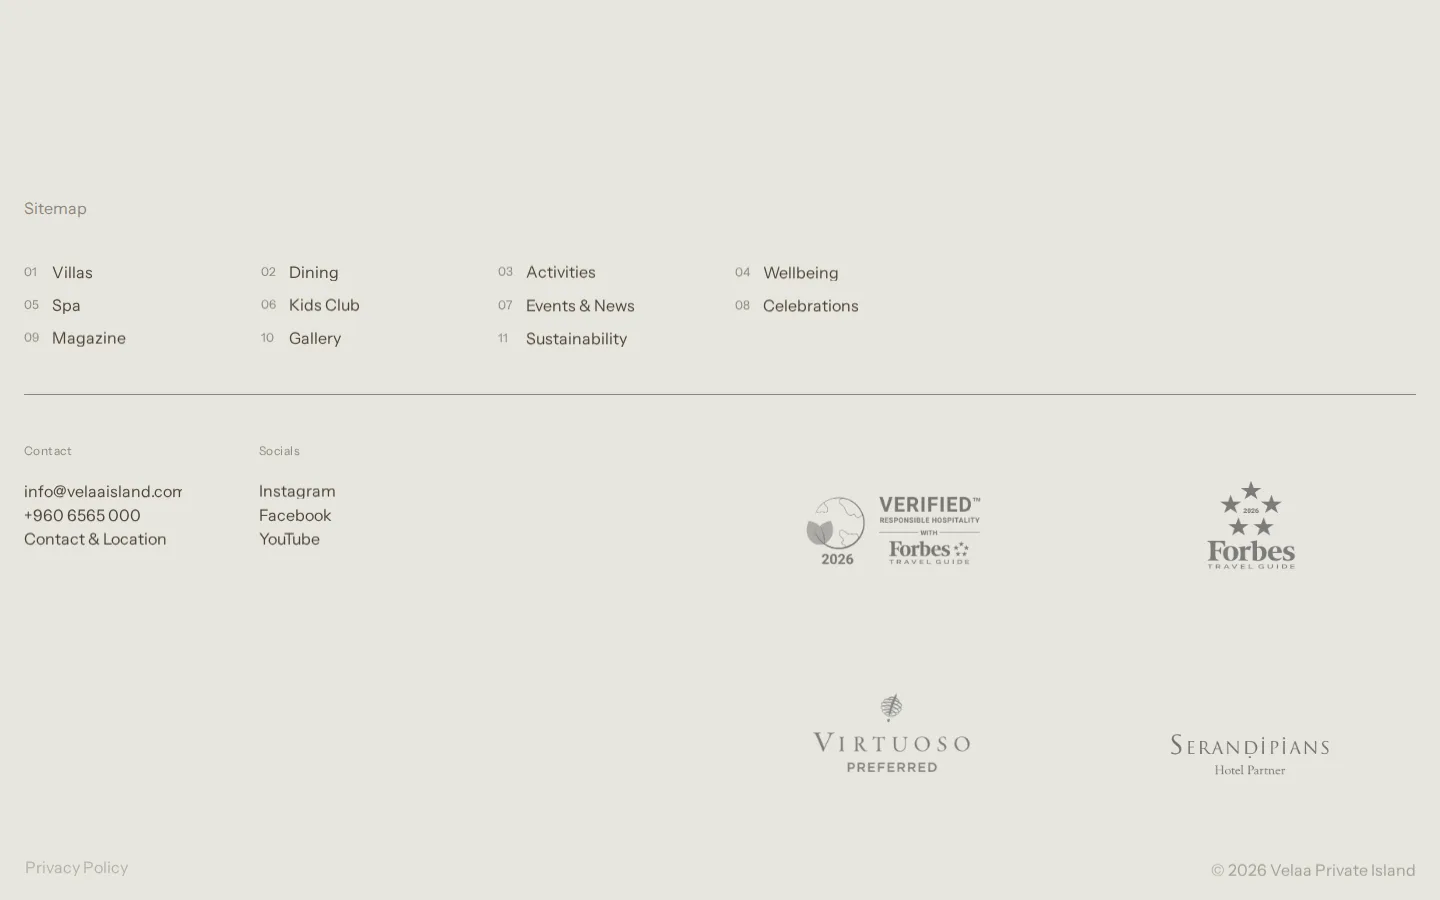 Sitemap
01 Villas
02 Dining
03 Activities
04 Wellbeing
05 Spa
06 Kids Club
07 Events & News
08 Celebrations
09 Magazine
10 Gallery
11 Sustainability
Contact
info@velaaisland.com
+960 6565 000
Contact & Location
Socials
Instagram
Facebook
YouTube
2026
VERIFIED™
RESPONSIBLE HOSPITALITY
WITH
Forbes
TRAVEL GUIDE
2026
Forbes
TRAVEL GUIDE
VIRTUOSO
PREFERRED
SERANDIPIANS
Hotel Partner
Privacy Policy
© 2026 Velaa Private Island